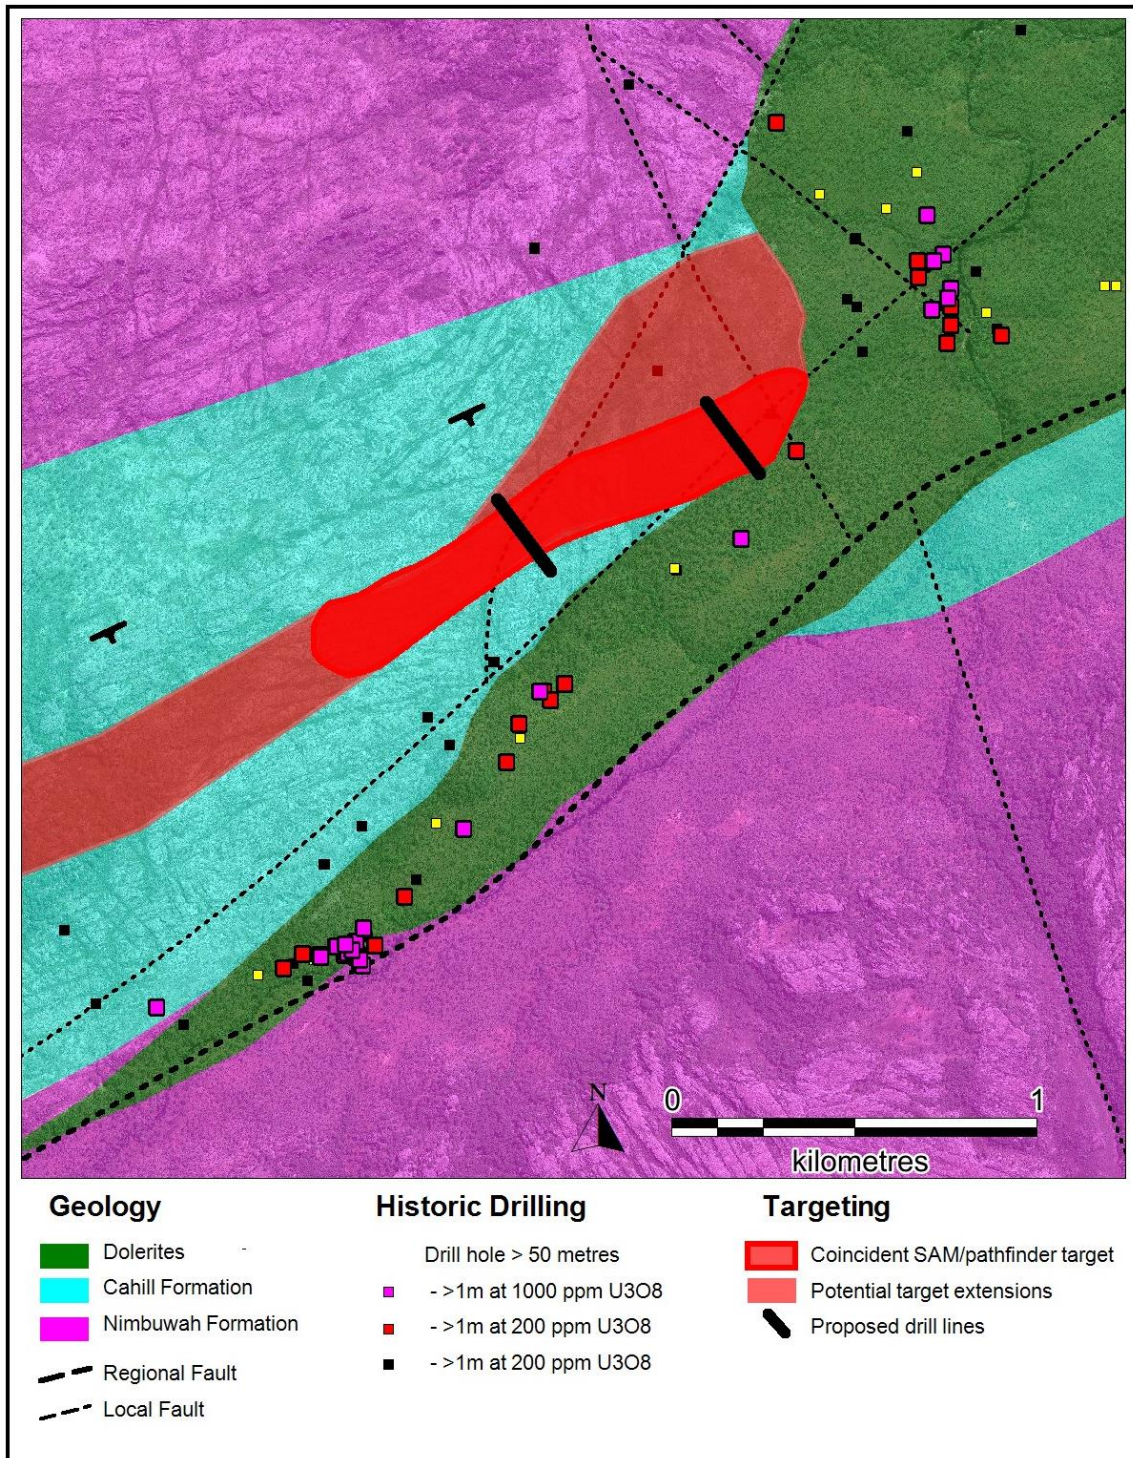 N
0 1
kilometres
Geology Historic Drilling Targeting
Dolerites Drill hole > 50 metres Coincident SAM/pathfinder target
Cahill Formation - >1m at 1000 ppm U3O8 Potential target extensions
Nimbuwah Formation - >1m at 200 ppm U3O8 Proposed drill lines
Regional Fault - >1m at 200 ppm U3O8
Local Fault